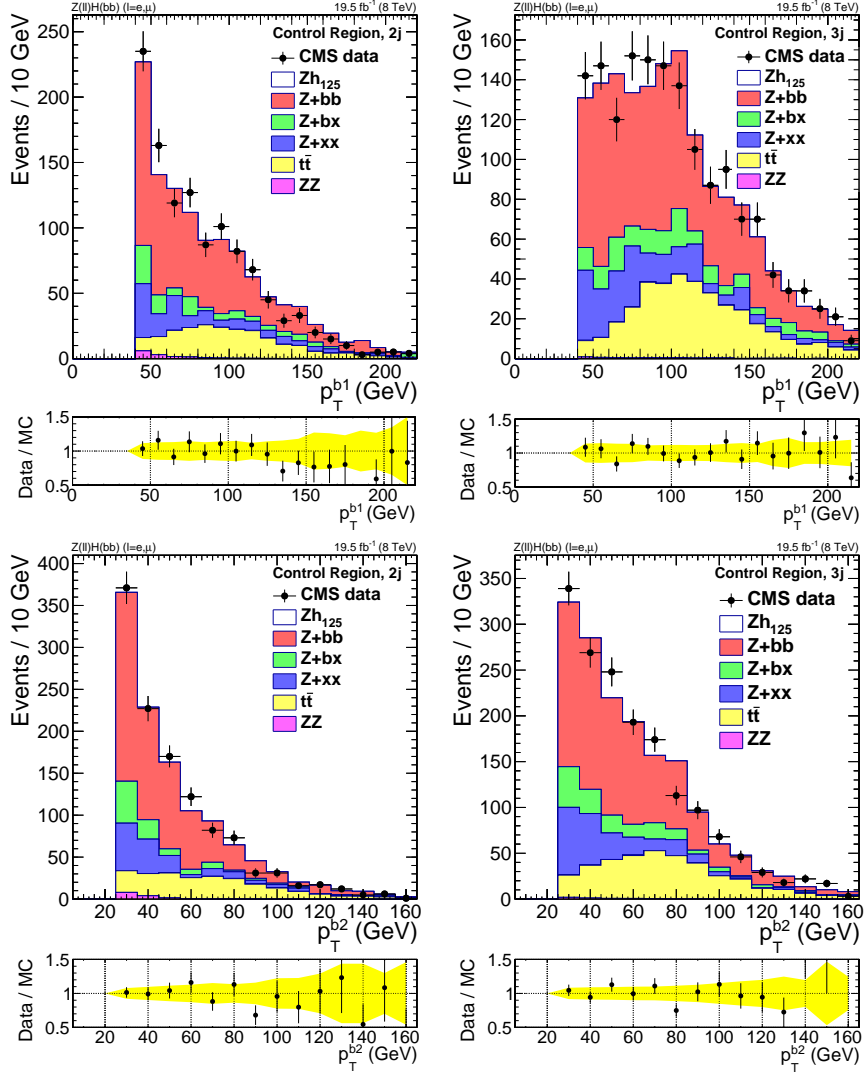 Z(ll)H(bb) (l=e,μ) 19.5 fb⁻¹ (8 TeV)
Control Region, 2j
CMS data
Zh₁₂₅
Z+bb
Z+bx
Z+xx
tt̄
ZZ
Events / 10 GeV
250
200
150
100
50
0
0 50 100 150 200
p_T^b1 (GeV)
Data / MC
1.5
1
0.5
0 50 100 150 200
p_T^b1 (GeV)
Z(ll)H(bb) (l=e,μ) 19.5 fb⁻¹ (8 TeV)
Control Region, 3j
CMS data
Zh₁₂₅
Z+bb
Z+bx
Z+xx
tt̄
ZZ
Events / 10 GeV
160
140
120
100
80
60
40
20
0
0 50 100 150 200
p_T^b1 (GeV)
Data / MC
1.5
1
0.5
0 50 100 150 200
p_T^b1 (GeV)
Z(ll)H(bb) (l=e,μ) 19.5 fb⁻¹ (8 TeV)
Control Region, 2j
CMS data
Zh₁₂₅
Z+bb
Z+bx
Z+xx
tt̄
ZZ
Events / 10 GeV
400
350
300
250
200
150
100
50
0
20 40 60 80 100 120 140 160
p_T^b2 (GeV)
Data / MC
1.5
1
0.5
20 40 60 80 100 120 140 160
p_T^b2 (GeV)
Z(ll)H(bb) (l=e,μ) 19.5 fb⁻¹ (8 TeV)
Control Region, 3j
CMS data
Zh₁₂₅
Z+bb
Z+bx
Z+xx
tt̄
ZZ
Events / 10 GeV
350
300
250
200
150
100
50
0
20 40 60 80 100 120 140 160
p_T^b2 (GeV)
Data / MC
1.5
1
0.5
20 40 60 80 100 120 140 160
p_T^b2 (GeV)